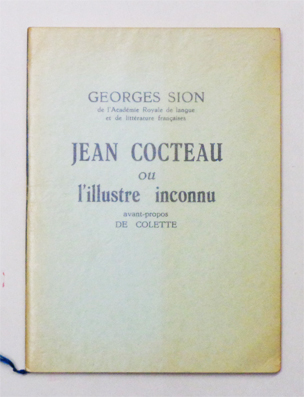 GEORGES SION
de l'Académie Royale de langue
et de littérature françaises
JEAN COCTEAU
ou
l'illustre inconnu
avant-propos
DE COLETTE